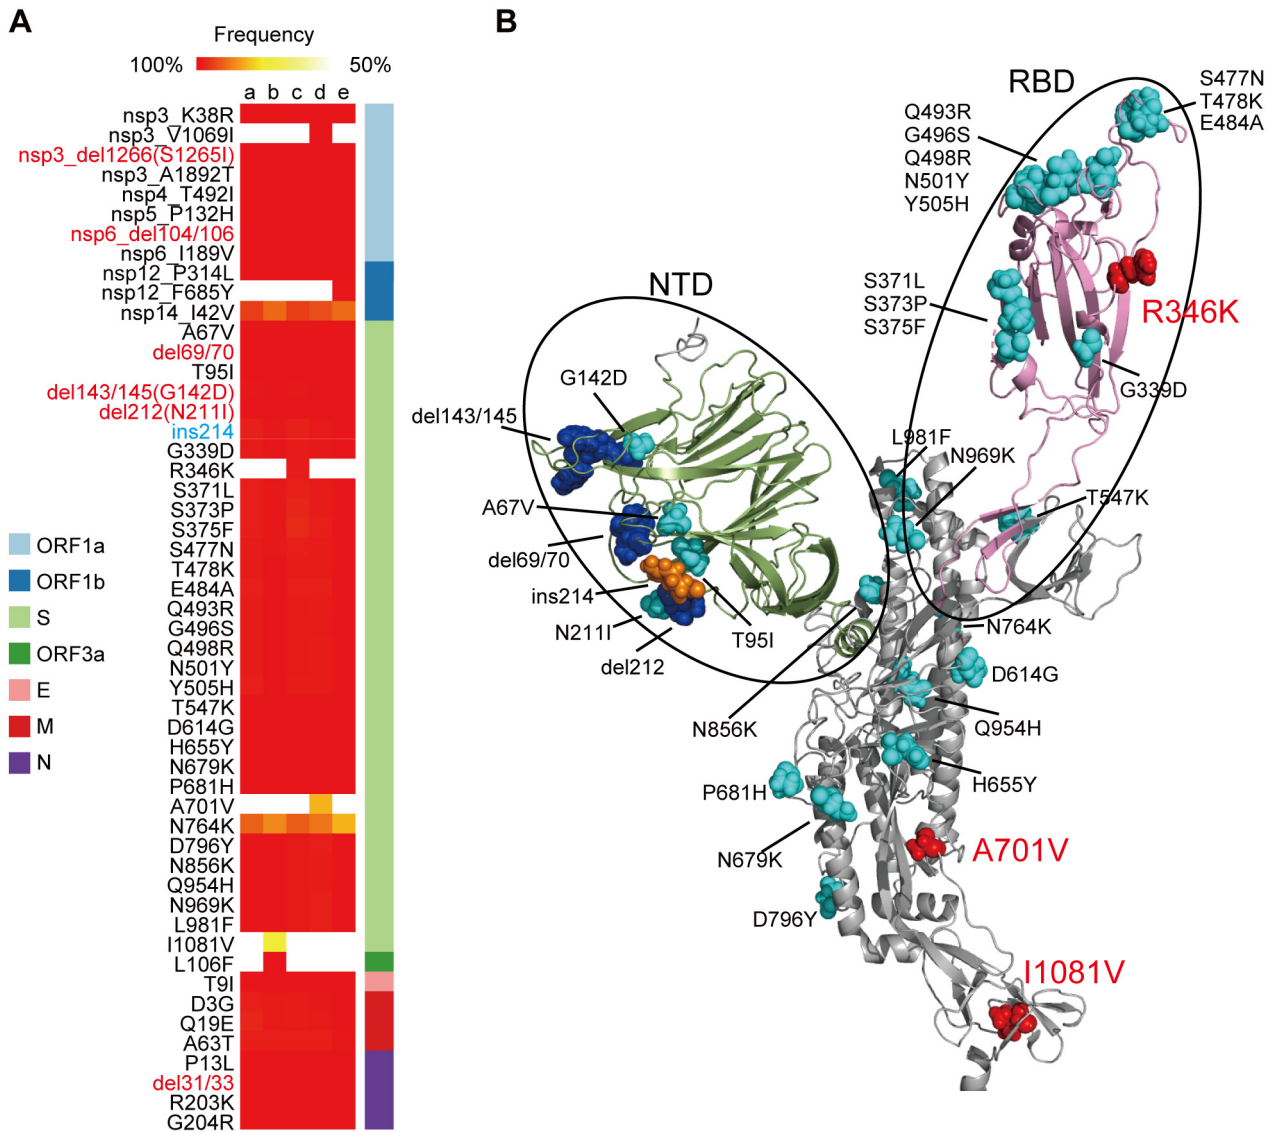 A
Frequency
100%
50%
a b c d e
nsp3_K38R
nsp3_V1069I
nsp3_del1266(S1265I)
nsp3_A1892T
nsp4_T492I
nsp5_P132H
nsp6_del104/106
nsp6_I189V
nsp12_P314L
nsp12_F685Y
nsp14_I42V
A67V
del69/70
T95I
del143/145(G142D)
del212(N211I)
ins214
G339D
R346K
S371L
S373P
S375F
S477N
T478K
E484A
Q493R
G496S
Q498R
N501Y
Y505H
T547K
D614G
H655Y
N679K
P681H
A701V
N764K
D796Y
N856K
Q954H
N969K
L981F
I1081V
L106F
T9I
D3G
Q19E
A63T
P13L
del31/33
R203K
G204R
ORF1a
ORF1b
S
ORF3a
E
M
N
B
RBD
S477N
T478K
E484A
Q493R
G496S
Q498R
N501Y
Y505H
NTD
S371L
S373P
S375F
R346K
G339D
G142D
del143/145
L981F
N969K
T547K
A67V
del69/70
ins214
N211I
del212
T95I
N764K
D614G
N856K
Q954H
H655Y
P681H
N679K
A701V
D796Y
I1081V